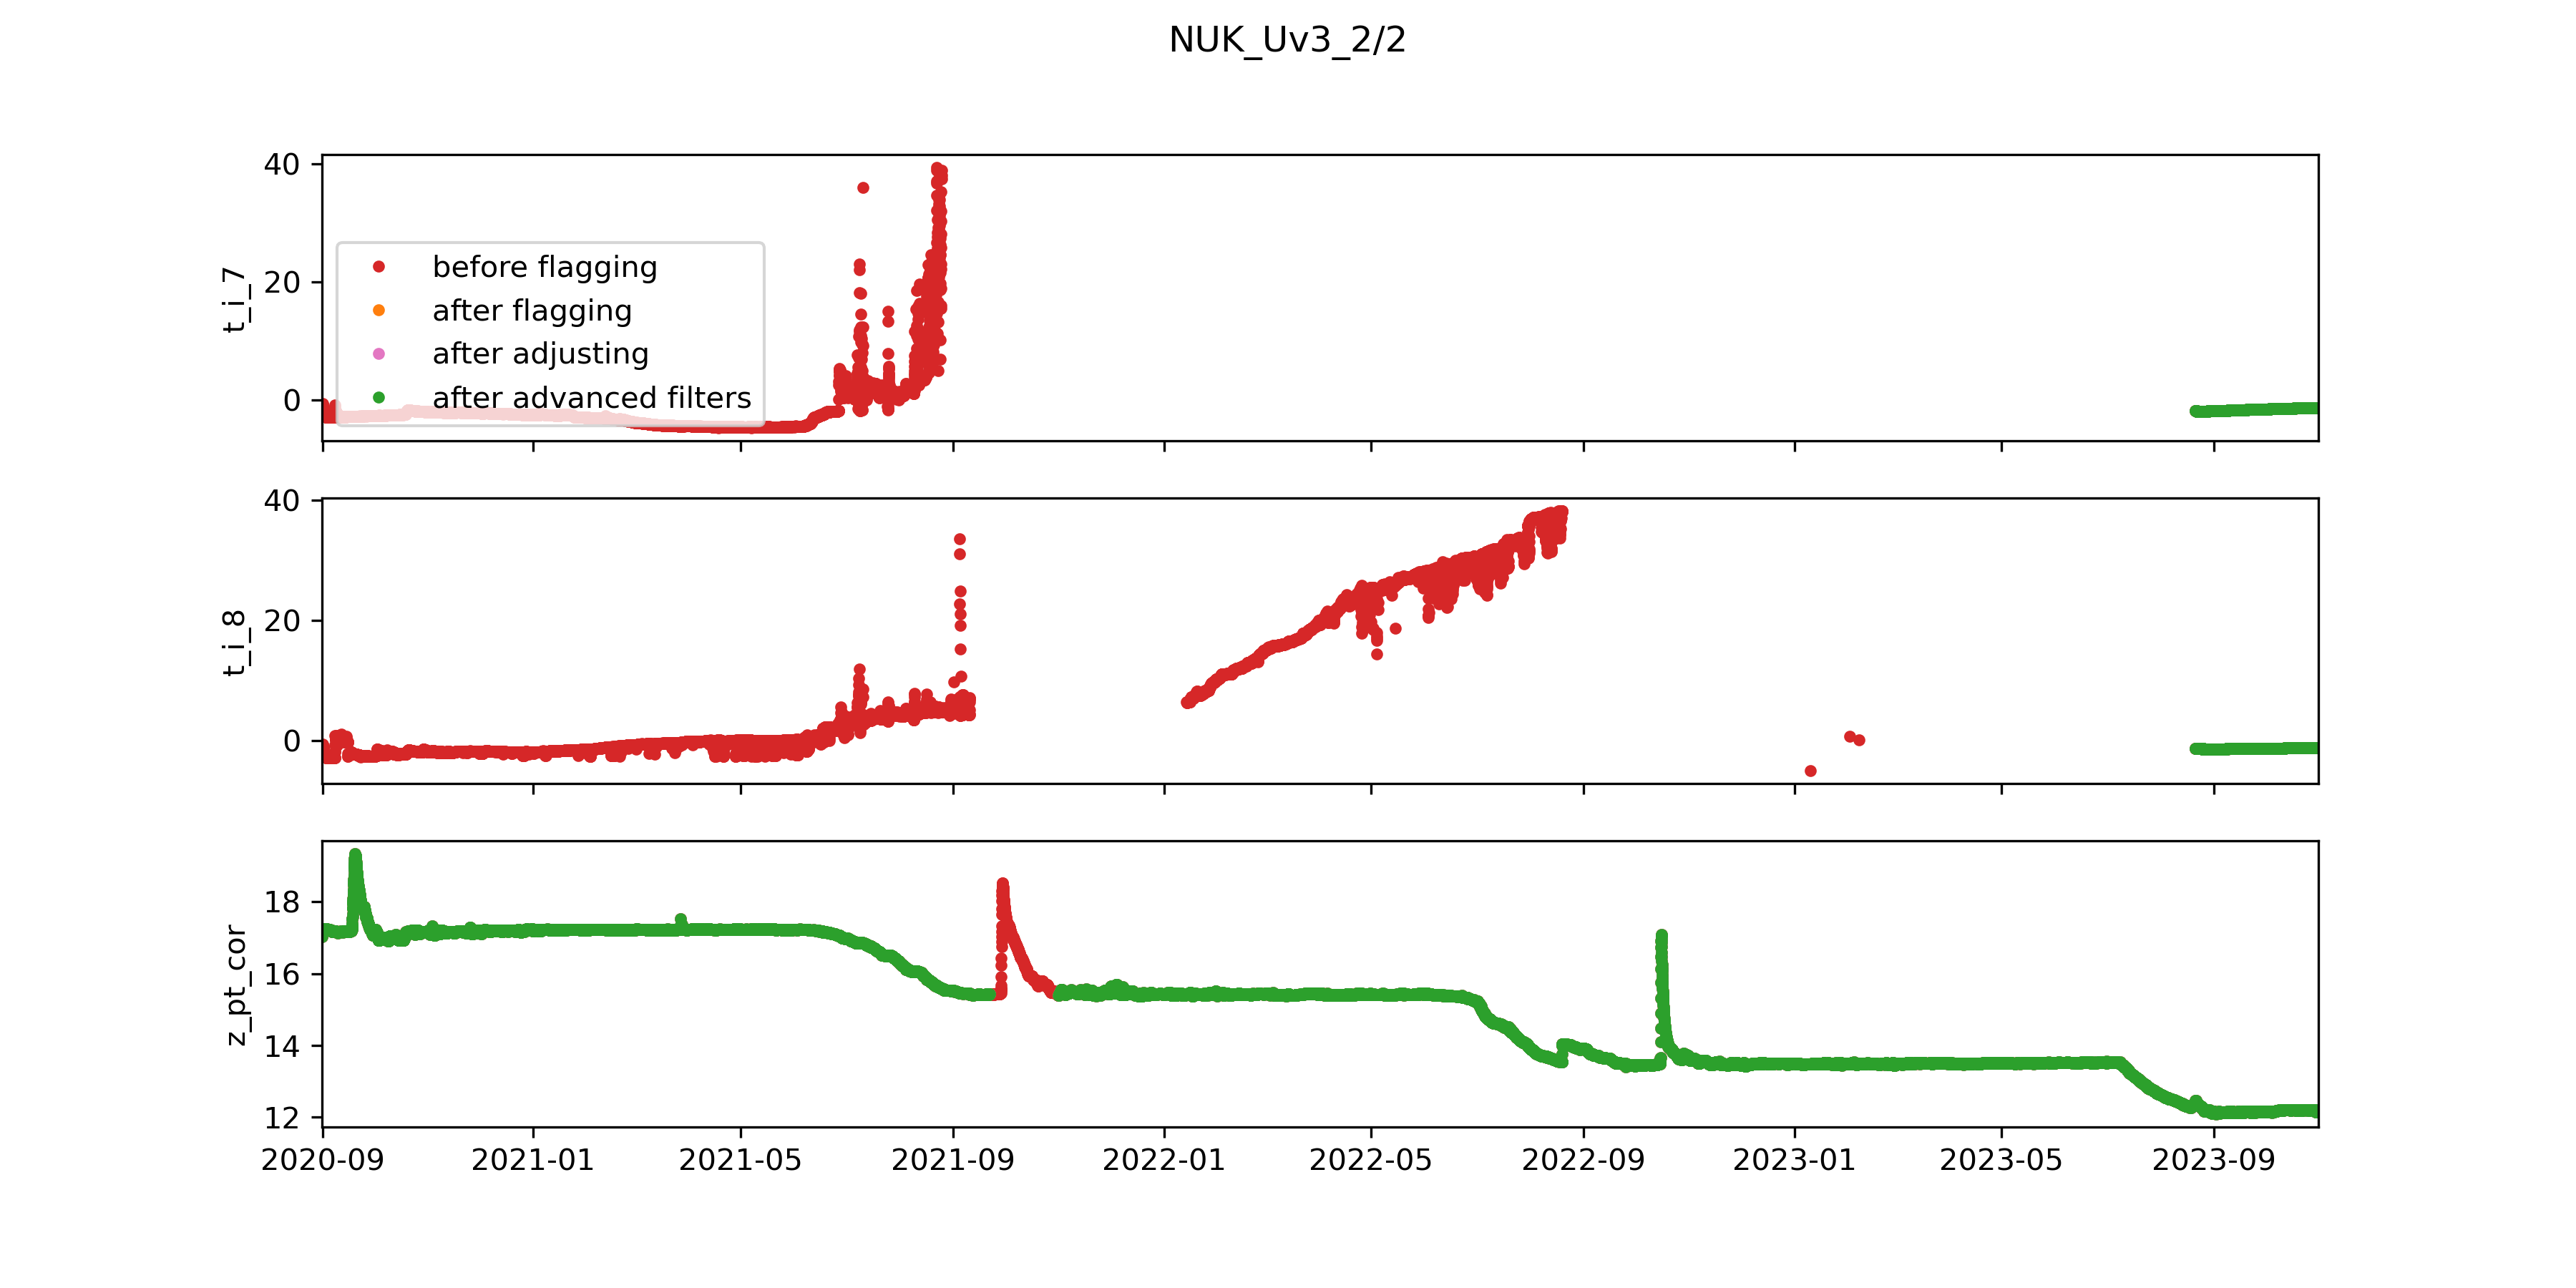 NUK_Uv3_2/2
40
20
0
t_i_7
before flagging
after flagging
after adjusting
after advanced filters
40
20
0
t_i_8
18
16
14
12
z_pt_cor
2020-09 2021-01 2021-05 2021-09 2022-01 2022-05 2022-09 2023-01 2023-05 2023-09